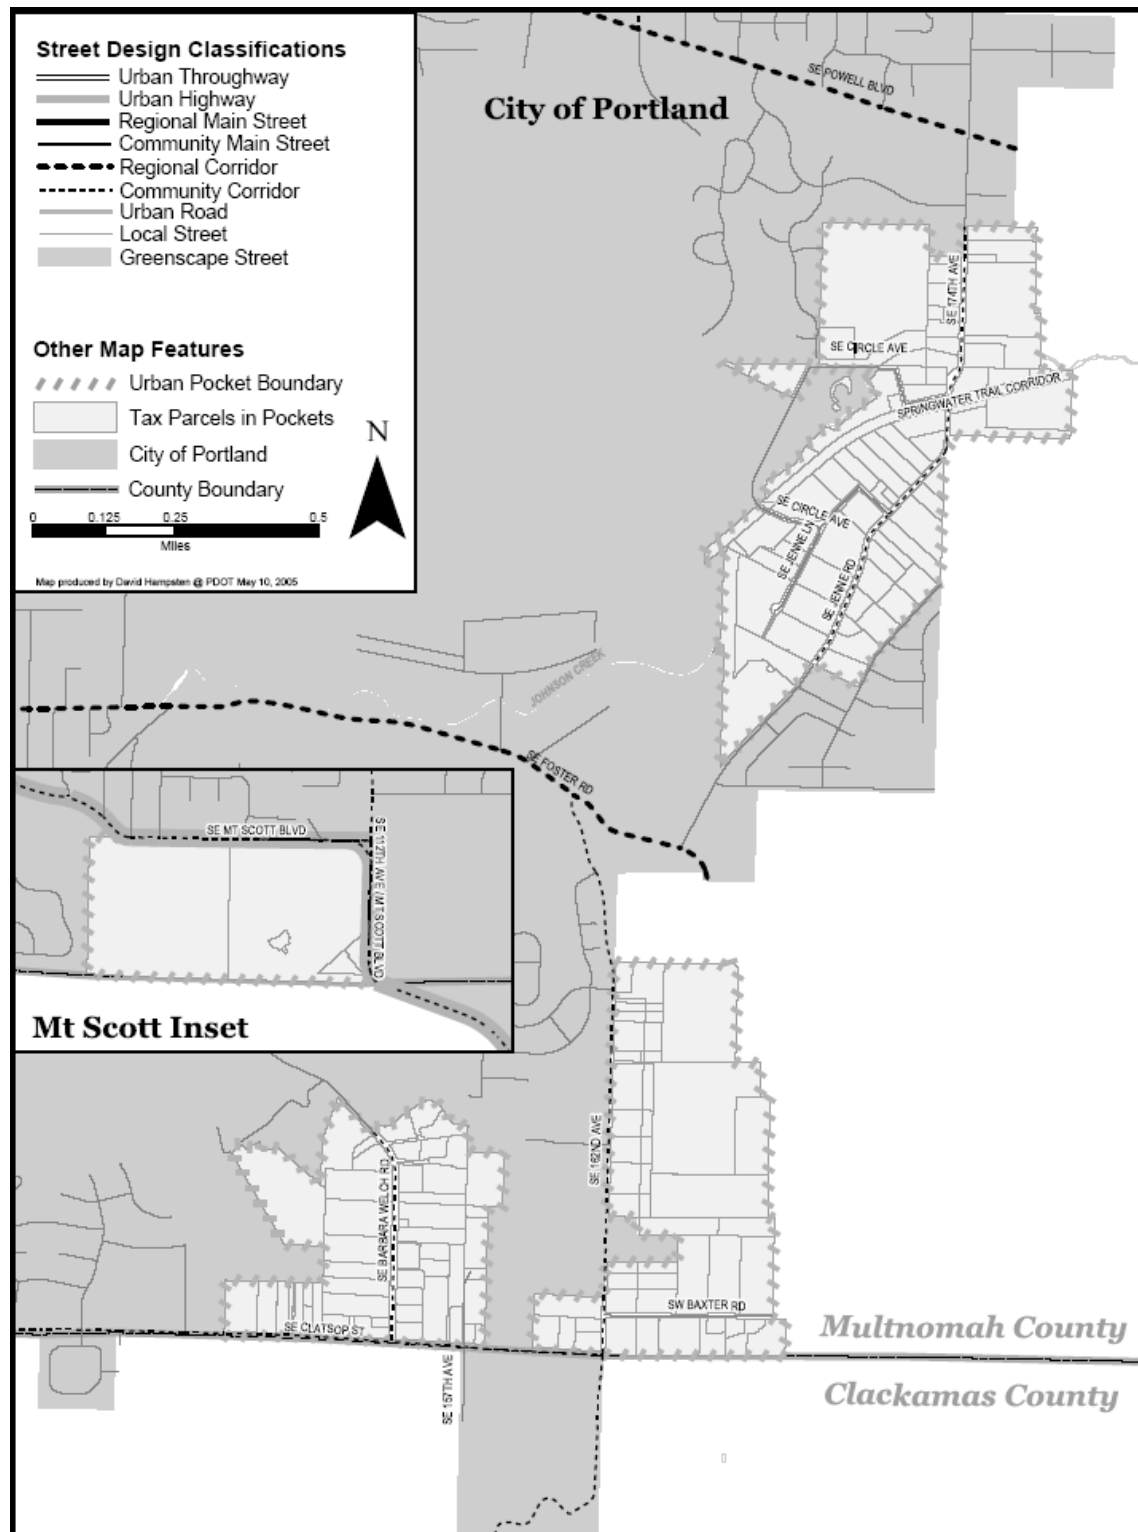 Street Design Classifications
Urban Throughway
Urban Highway
Regional Main Street
Community Main Street
Regional Corridor
Community Corridor
Urban Road
Local Street
Greenscape Street
Other Map Features
Urban Pocket Boundary
Tax Parcels in Pockets
City of Portland
County Boundary
N
0 0.125 0.25 0.5
Miles
Map produced by David Hampsten @ PDOT May 10, 2005
City of Portland
SE POWELL BLVD
SE 174TH AVE
SE CIRCLE AVE
SPRINGWATER TRAIL CORRIDOR
SE CIRCLE AVE
SE JENNE LN
SE JENNE RD
JOHNSON CREEK
SE FOSTER RD
SE MT SCOTT BLVD
SE 112TH AVE / MT SCOTT BLVD
Mt Scott Inset
SE 162ND AVE
SE BARBARA WELCH RD
SE CLATSOP ST
SW BAXTER RD
SE 157TH AVE
Multnomah County
Clackamas County